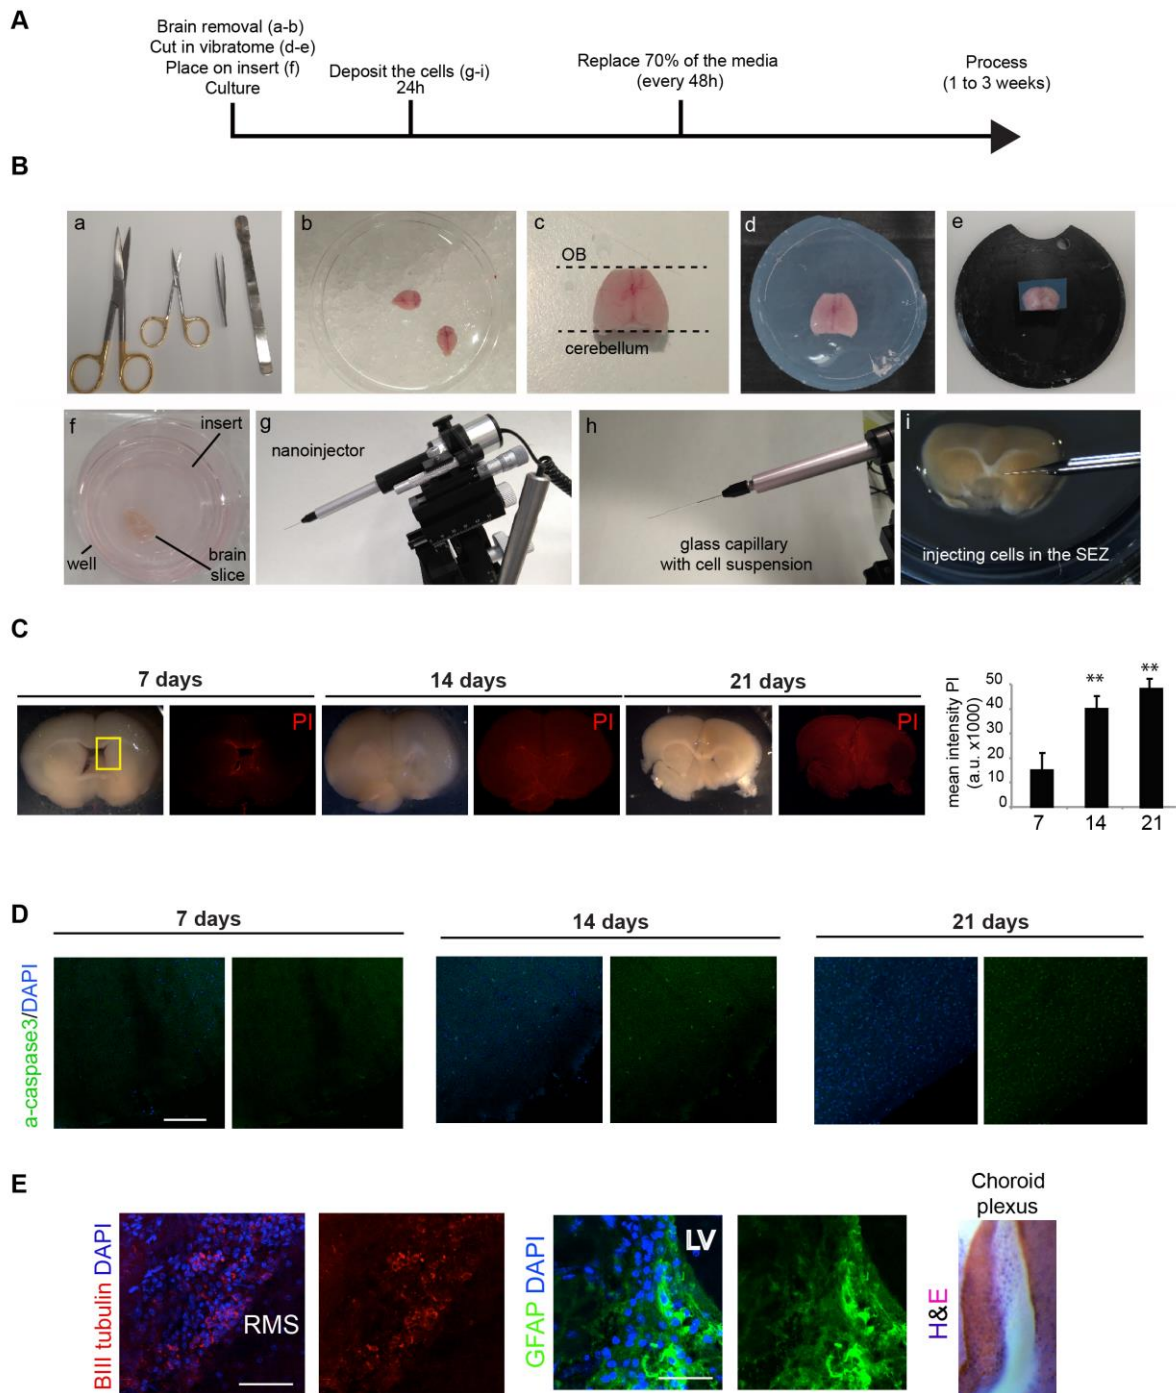 A
Brain removal (a-b)
Cut in vibratome (d-e)
Place on insert (f)
Culture
Deposit the cells (g-i)
24h
Replace 70% of the media
(every 48h)
Process
(1 to 3 weeks)
B
a
b
c
OB
cerebellum
d
e
f
insert
well
brain
slice
g
nanoinjector
h
glass capillary
with cell suspension
i
injecting cells in the SEZ
C
7 days
14 days
21 days
PI
PI
PI
mean intensity PI
(a.u. x1000)
50
40
30
20
10
0
**
**
7
14
21
D
7 days
14 days
21 days
a-caspase3/DAPI
E
BIII tubulin DAPI
RMS
GFAP DAPI
LV
Choroid
plexus
H&E